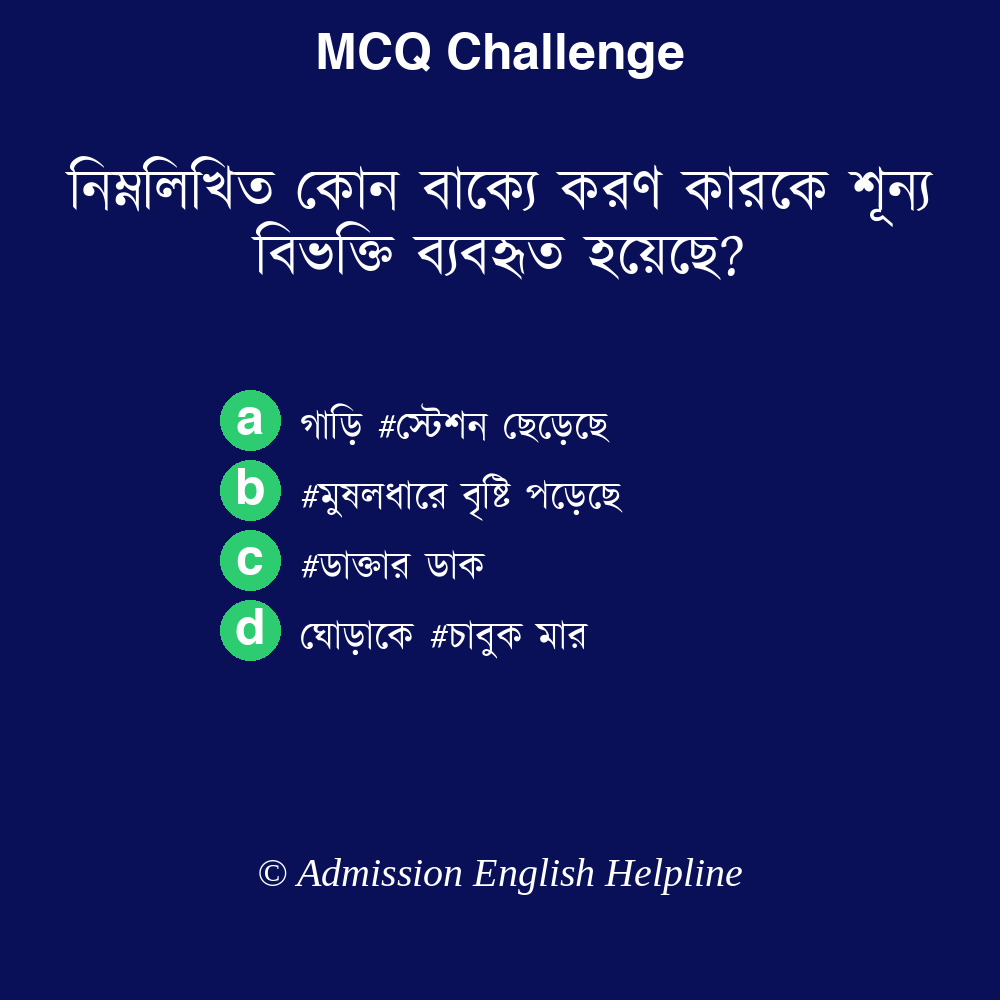 MCQ Challenge
নিম্নলিখিত কোন বাক্যে করণ কারকে শূন্য
বিভক্তি ব্যবহৃত হয়েছে?
a গাড়ি #স্টেশন ছেড়েছে
b #মুষলধারে বৃষ্টি পড়েছে
c #ডাক্তার ডাক
d ঘোড়াকে #চাবুক মার
© Admission English Helpline